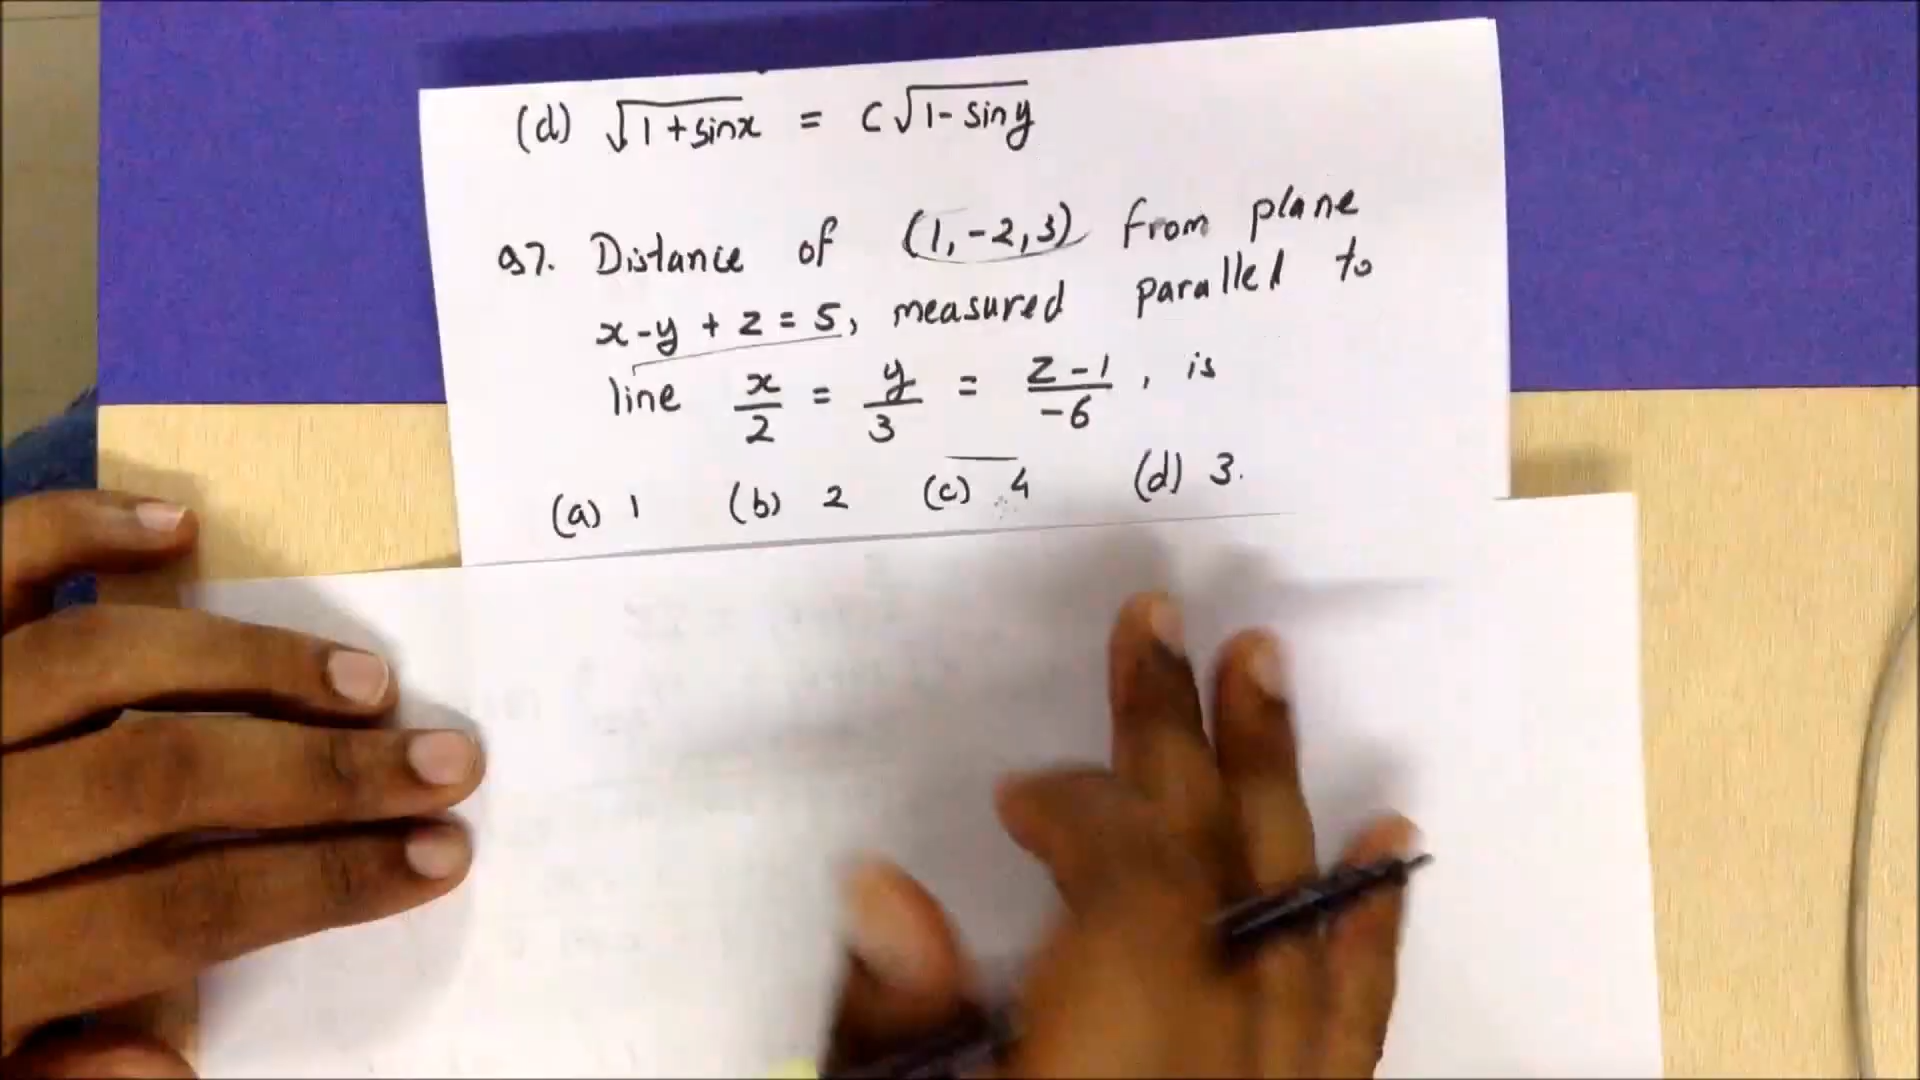 (d) √1+sinx = C√1-siny
97. Distance of (1,-2,3) from plane
x-y+z=5, measured parallel to
line x/2 = y/3 = z-1/-6, is
(a) 1 (b) 2 (c) 4 (d) 3.